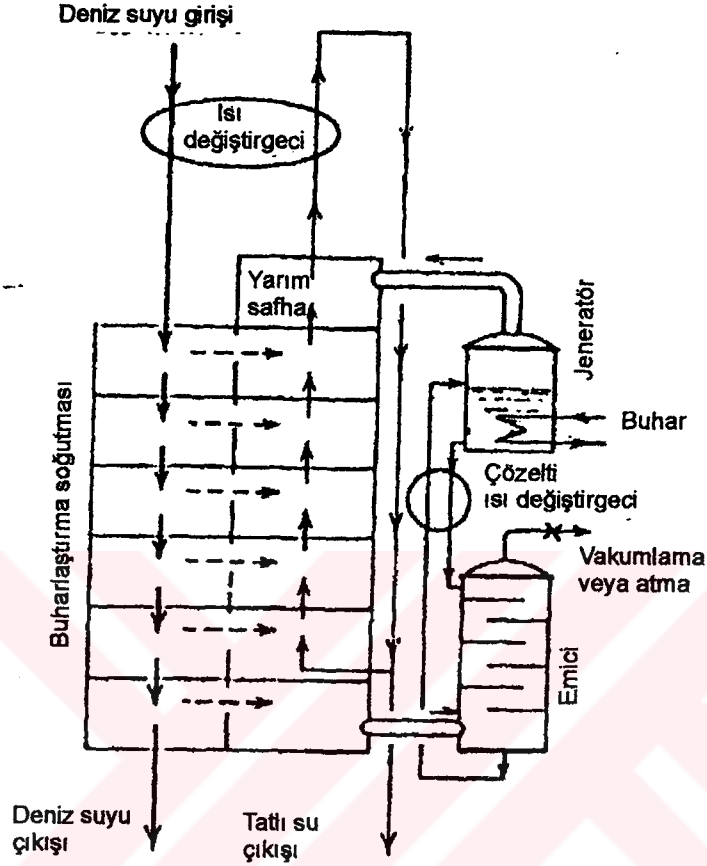 Deniz suyu girişi
Isı
değiştirgeci
Yarım
safha
Jeneratör
Buhar
Çözelti
ısı değiştirgeci
Buharlaştırma soğutması
Vakumlama
veya atma
Emici
Deniz suyu
çıkışı
Tatlı su
çıkışı